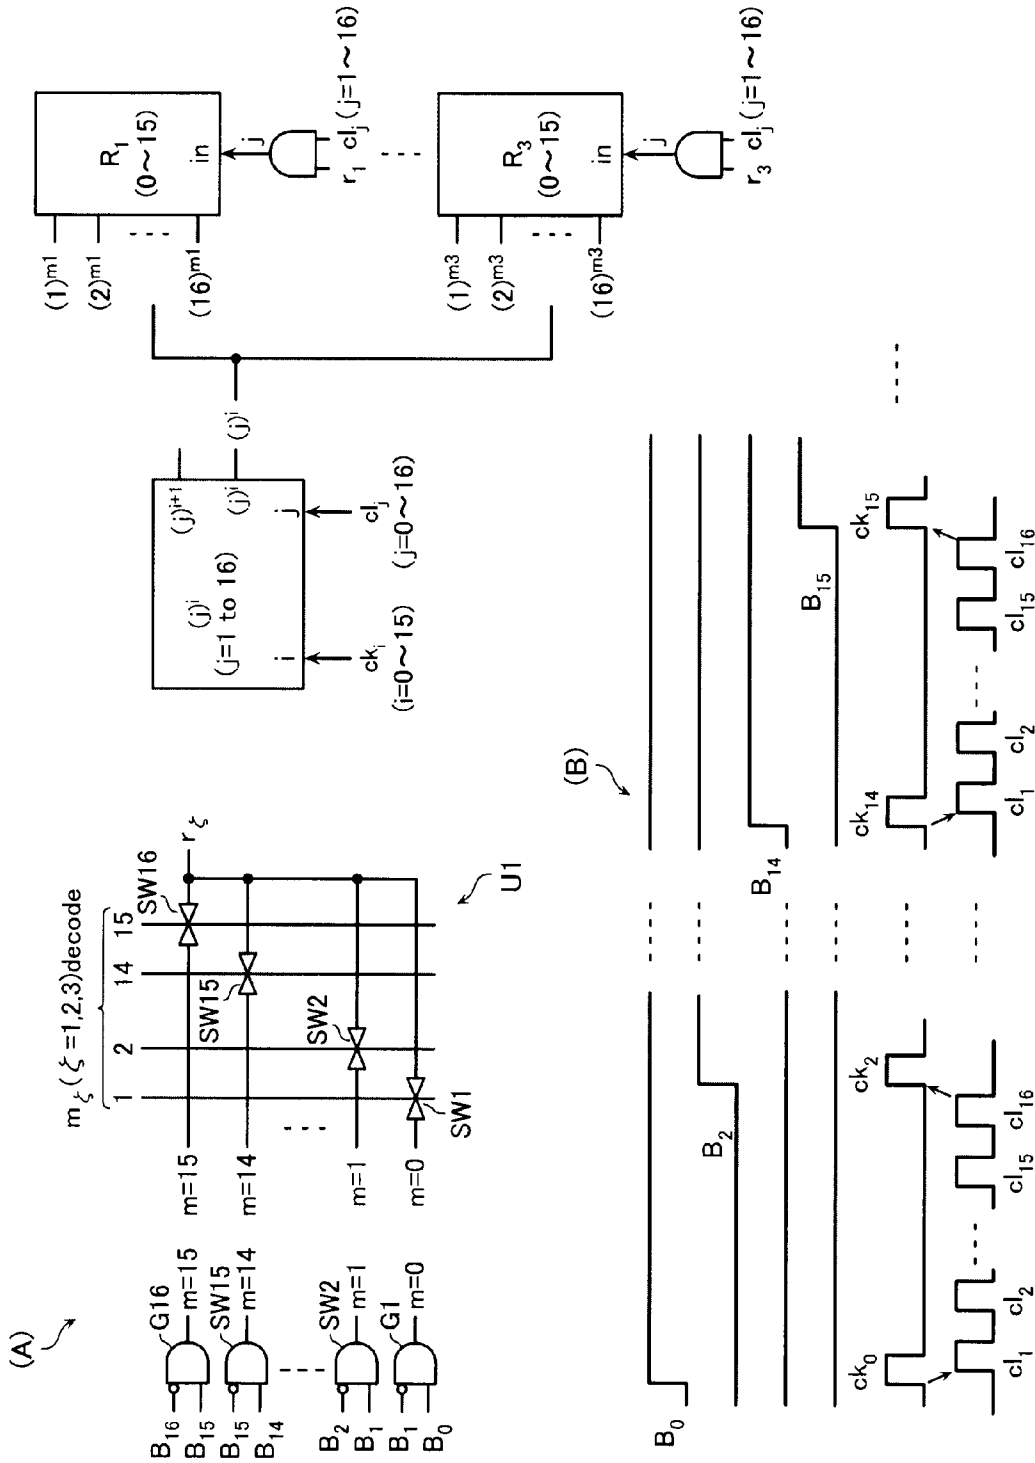 (A)
B16
B15
G16
m=15
B15
B14
SW15
m=14
B2
B1
SW2
m=1
B1
B0
G1
m=0
mζ(ζ=1,2,3)decode
1
2
14
15
m=15
SW16
rζ
m=14
SW15
m=1
SW2
m=0
SW1
U1
(j)^i
(j=1 to 16)
(j)^i+1
(j)^i
i
j
ck_i
(i=0~15)
cl_j
(j=0~16)
(j)^i
(1)^m1
(2)^m1
(16)^m1
R1
(0~15)
in
j
r1
cl_j (j=1~16)
(1)^m3
(2)^m3
(16)^m3
R3
(0~15)
in
j
r3
cl_j (j=1~16)
(B)
B0
B2
B14
B15
ck0
ck2
ck14
ck15
cl1
cl2
cl15
cl16
cl1
cl2
cl15
cl16